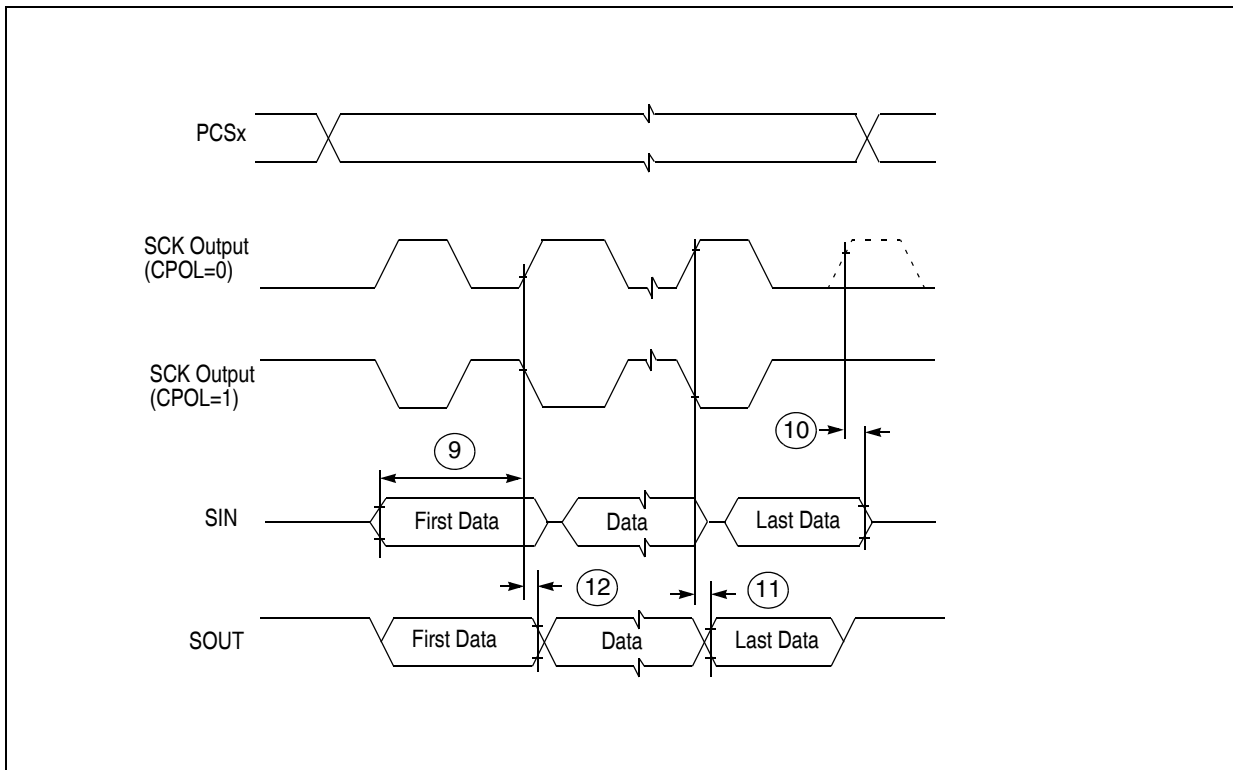 PCSx
SCK Output
(CPOL=0)
SCK Output
(CPOL=1)
10
9
SIN
First Data
Data
Last Data
12
11
SOUT
First Data
Data
Last Data